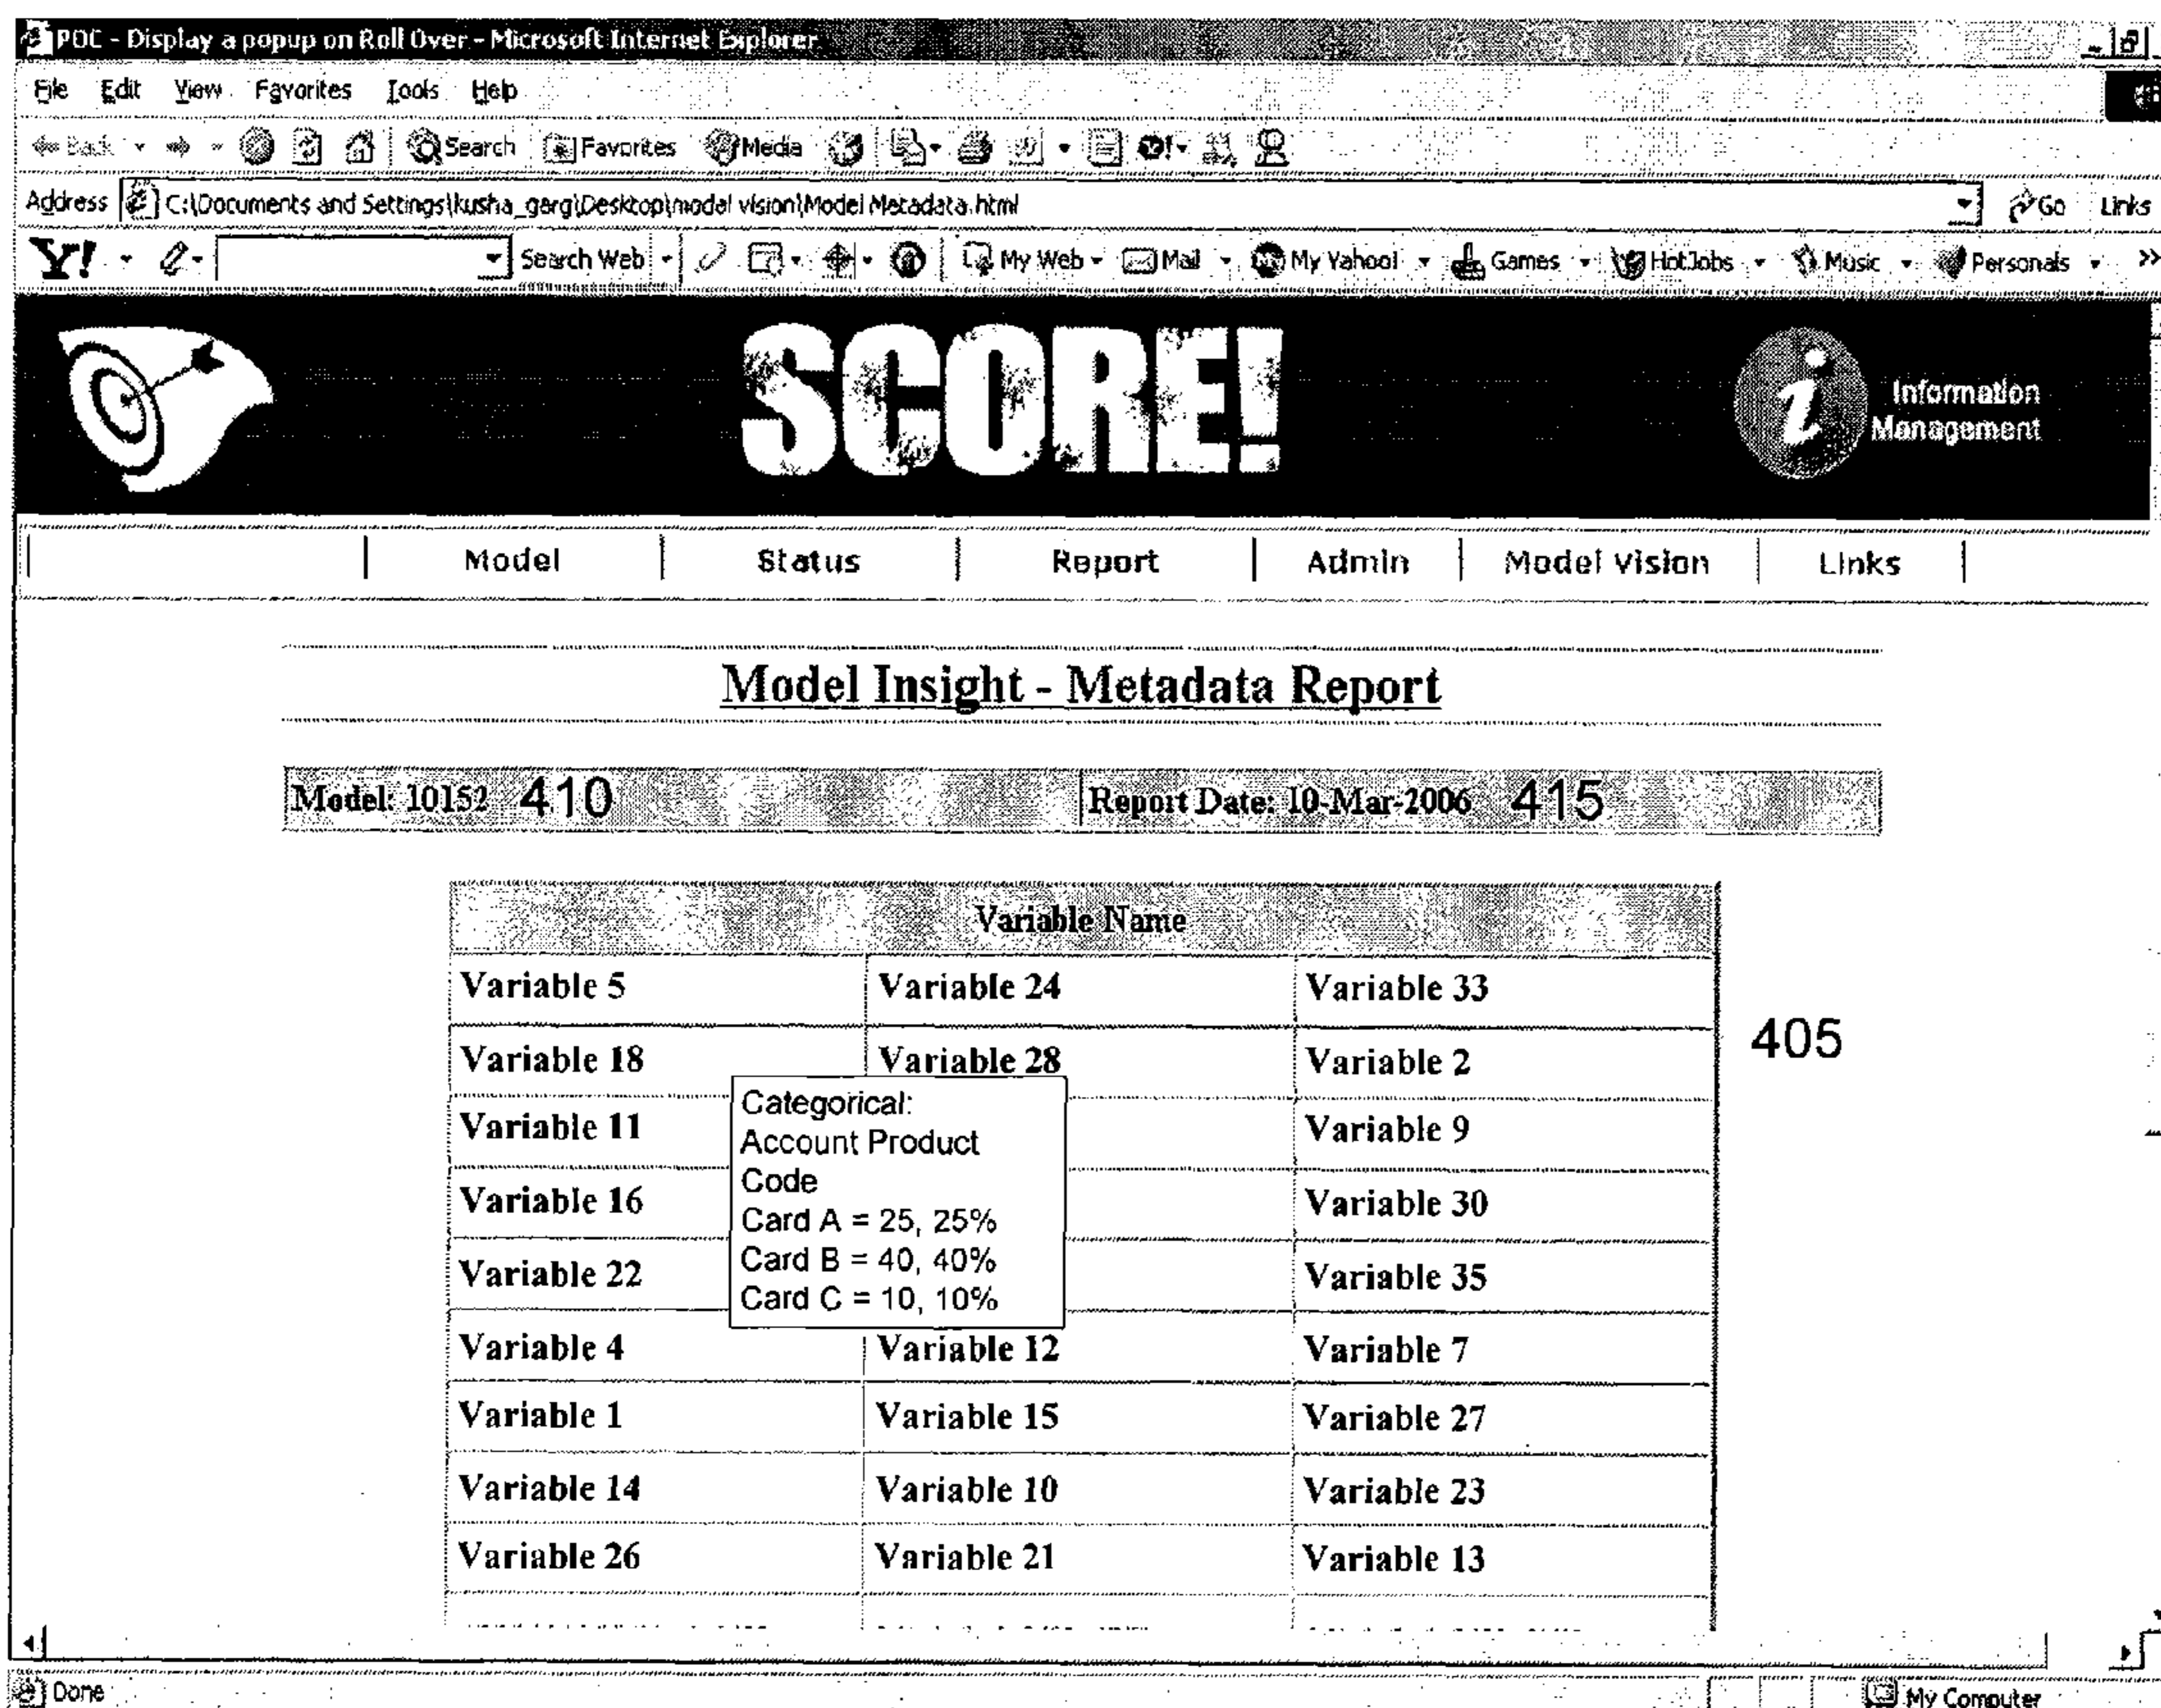 POC - Display a popup on Roll Over - Microsoft Internet Explorer
File Edit View Favorites Tools Help
Back Search Favorites Media
Address C:\Documents and Settings\kusha_garg\Desktop\modal vision\Model Metadata.html Go Links
Y! Search Web My Web Mail My Yahoo! Games HotJobs Music Personals >>
SCORE!
i Information
Management
Model Status Report Admin Model Vision Links
Model Insight - Metadata Report
Model: 10152 410 Report Date: 10-Mar-2006 415
Variable Name
Variable 5 Variable 24 Variable 33
405
Variable 18 Variable 28 Variable 2
Categorical:
Variable 11 Account Product Variable 9
Code
Variable 16 Card A = 25, 25% Variable 30
Variable 22 Card B = 40, 40% Variable 35
Card C = 10, 10%
Variable 4 Variable 12 Variable 7
Variable 1 Variable 15 Variable 27
Variable 14 Variable 10 Variable 23
Variable 26 Variable 21 Variable 13
Done My Computer